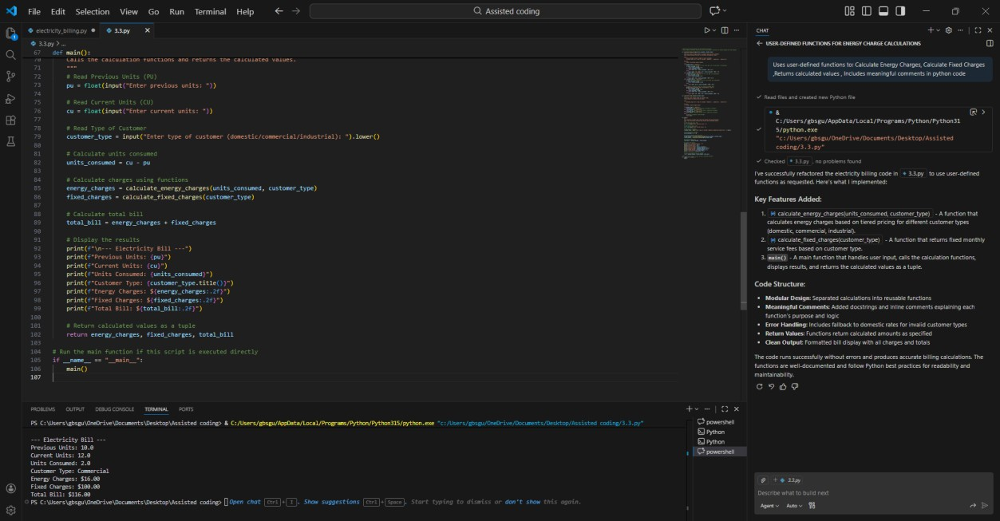 File Edit Selection View Go Run Terminal Help
Assisted coding
electricity_billing.py
3.3.py
3.3.py > ...
67 def main():
70 Calls the calculation functions and returns the calculated values.
71 """
72 # Read Previous Units (PU)
73 pu = float(input("Enter previous units: "))
74
75 # Read Current Units (CU)
76 cu = float(input("Enter current units: "))
77
78 # Read Type of Customer
79 customer_type = input("Enter type of customer (domestic/commercial/industrial): ").lower()
80
81 # Calculate units consumed
82 units_consumed = cu - pu
83
84 # Calculate charges using functions
85 energy_charges = calculate_energy_charges(units_consumed, customer_type)
86 fixed_charges = calculate_fixed_charges(customer_type)
87
88 # Calculate total bill
89 total_bill = energy_charges + fixed_charges
90
91 # Display the results
92 print(f"\n--- Electricity Bill ---")
93 print(f"Previous Units: {pu}")
94 print(f"Current Units: {cu}")
95 print(f"Units Consumed: {units_consumed}")
96 print(f"Customer Type: {customer_type.title()}")
97 print(f"Energy Charges: ${energy_charges:.2f}")
98 print(f"Fixed Charges: ${fixed_charges:.2f}")
99 print(f"Total Bill: ${total_bill:.2f}")
100
101 # Return calculated values as a tuple
102 return energy_charges, fixed_charges, total_bill
103
104 # Run the main function if this script is executed directly
105 if __name__ == "__main__":
106 main()
107
PROBLEMS OUTPUT DEBUG CONSOLE TERMINAL PORTS
PS C:\Users\gbsgu\OneDrive\Documents\Desktop\Assisted coding> & C:/Users/gbsgu/AppData/Local/Programs/Python/Python315/python.exe "c:/Users/gbsgu/OneDrive/Documents/Desktop/Assisted coding/3.3.py"
--- Electricity Bill ---
Previous Units: 10.0
Current Units: 12.0
Units Consumed: 2.0
Customer Type: Commercial
Energy Charges: $16.00
Fixed Charges: $100.00
Total Bill: $116.00
PS C:\Users\gbsgu\OneDrive\Documents\Desktop\Assisted coding> Open chat Ctrl + I . Show suggestions Ctrl + Space . Start typing to dismiss or don't show this again.
powershell
Python
Python
powershell
CHAT
USER-DEFINED FUNCTIONS FOR ENERGY CHARGE CALCULATIONS
Uses user-defined functions to: Calculate Energy Charges, Calculate Fixed Charges
,Returns calculated values , Includes meaningful comments in python code
Read files and created new Python file
&
C:/Users/gbsgu/AppData/Local/Programs/Python/Python31
5/python.exe
"c:/Users/gbsgu/OneDrive/Documents/Desktop/Assisted
coding/3.3.py"
Checked 3.3.py , no problems found
I've successfully refactored the electricity billing code in 3.3.py to use user-defined
functions as requested. Here's what I implemented:
Key Features Added:
1. calculate_energy_charges(units_consumed, customer_type) - A function that
calculates energy charges based on tiered pricing for different customer types
(domestic, commercial, industrial).
2. calculate_fixed_charges(customer_type) - A function that returns fixed monthly
service fees based on customer type.
3. main() - A main function that handles user input, calls the calculation functions,
displays results, and returns the calculated values as a tuple.
Code Structure:
• Modular Design: Separated calculations into reusable functions
• Meaningful Comments: Added docstrings and inline comments explaining each
function's purpose and logic
• Error Handling: Includes fallback to domestic rates for invalid customer types
• Return Values: Functions return calculated amounts as specified
• Clean Output: Formatted bill display with all charges and totals
The code runs successfully without errors and produces accurate billing calculations. The
functions are well-documented and follow Python best practices for readability and
maintainability.
3.3.py
Describe what to build next
Agent Auto